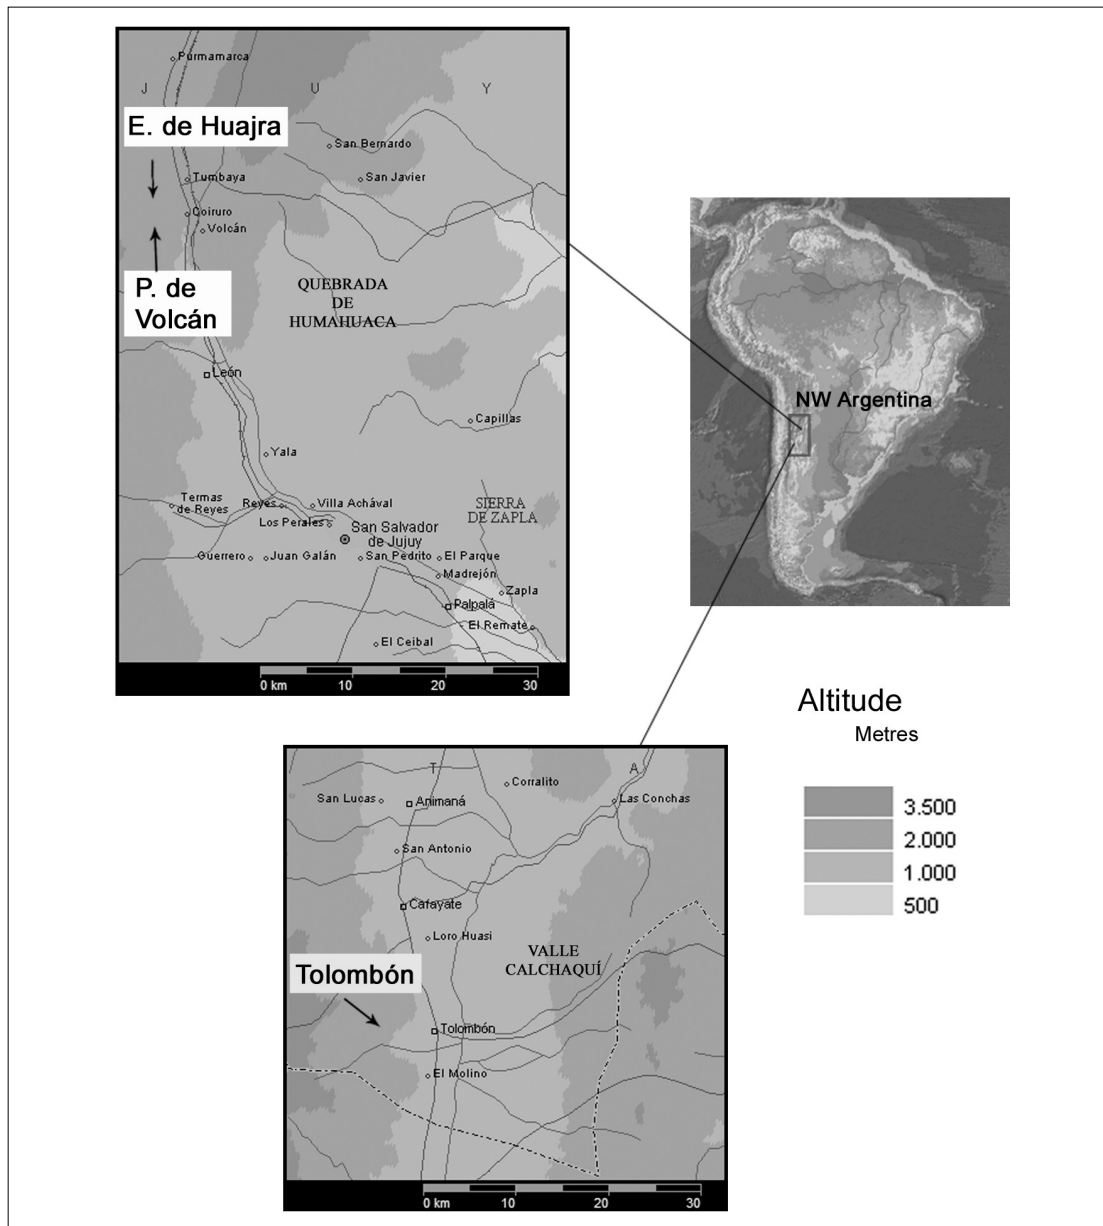 Purmamarca
J U Y
E. de Huajra
San Bernardo
Tumbaya
San Javier
Coiruro
Volcán
P. de
Volcán
QUEBRADA
DE
HUMAHUACA
León
Capillas
Yala
Termas
de Reyes
Reyes
Villa Achával
SIERRA
DE ZAPLA
Los Perales
San Salvador
de Jujuy
Guerrero
Juan Galán
San Pedrito
El Parque
Madrejón
Zapla
Palpalá
El Remate
El Ceibal
0 km 10 20 30
NW Argentina
Altitude
Metres
3.500
2.000
1.000
500
T A
Corralito
San Lucas
Animaná
Las Conchas
San Antonio
Cafayate
Loro Huasi
VALLE
CALCHAQUÍ
Tolombón
Tolombón
El Molino
0 km 10 20 30